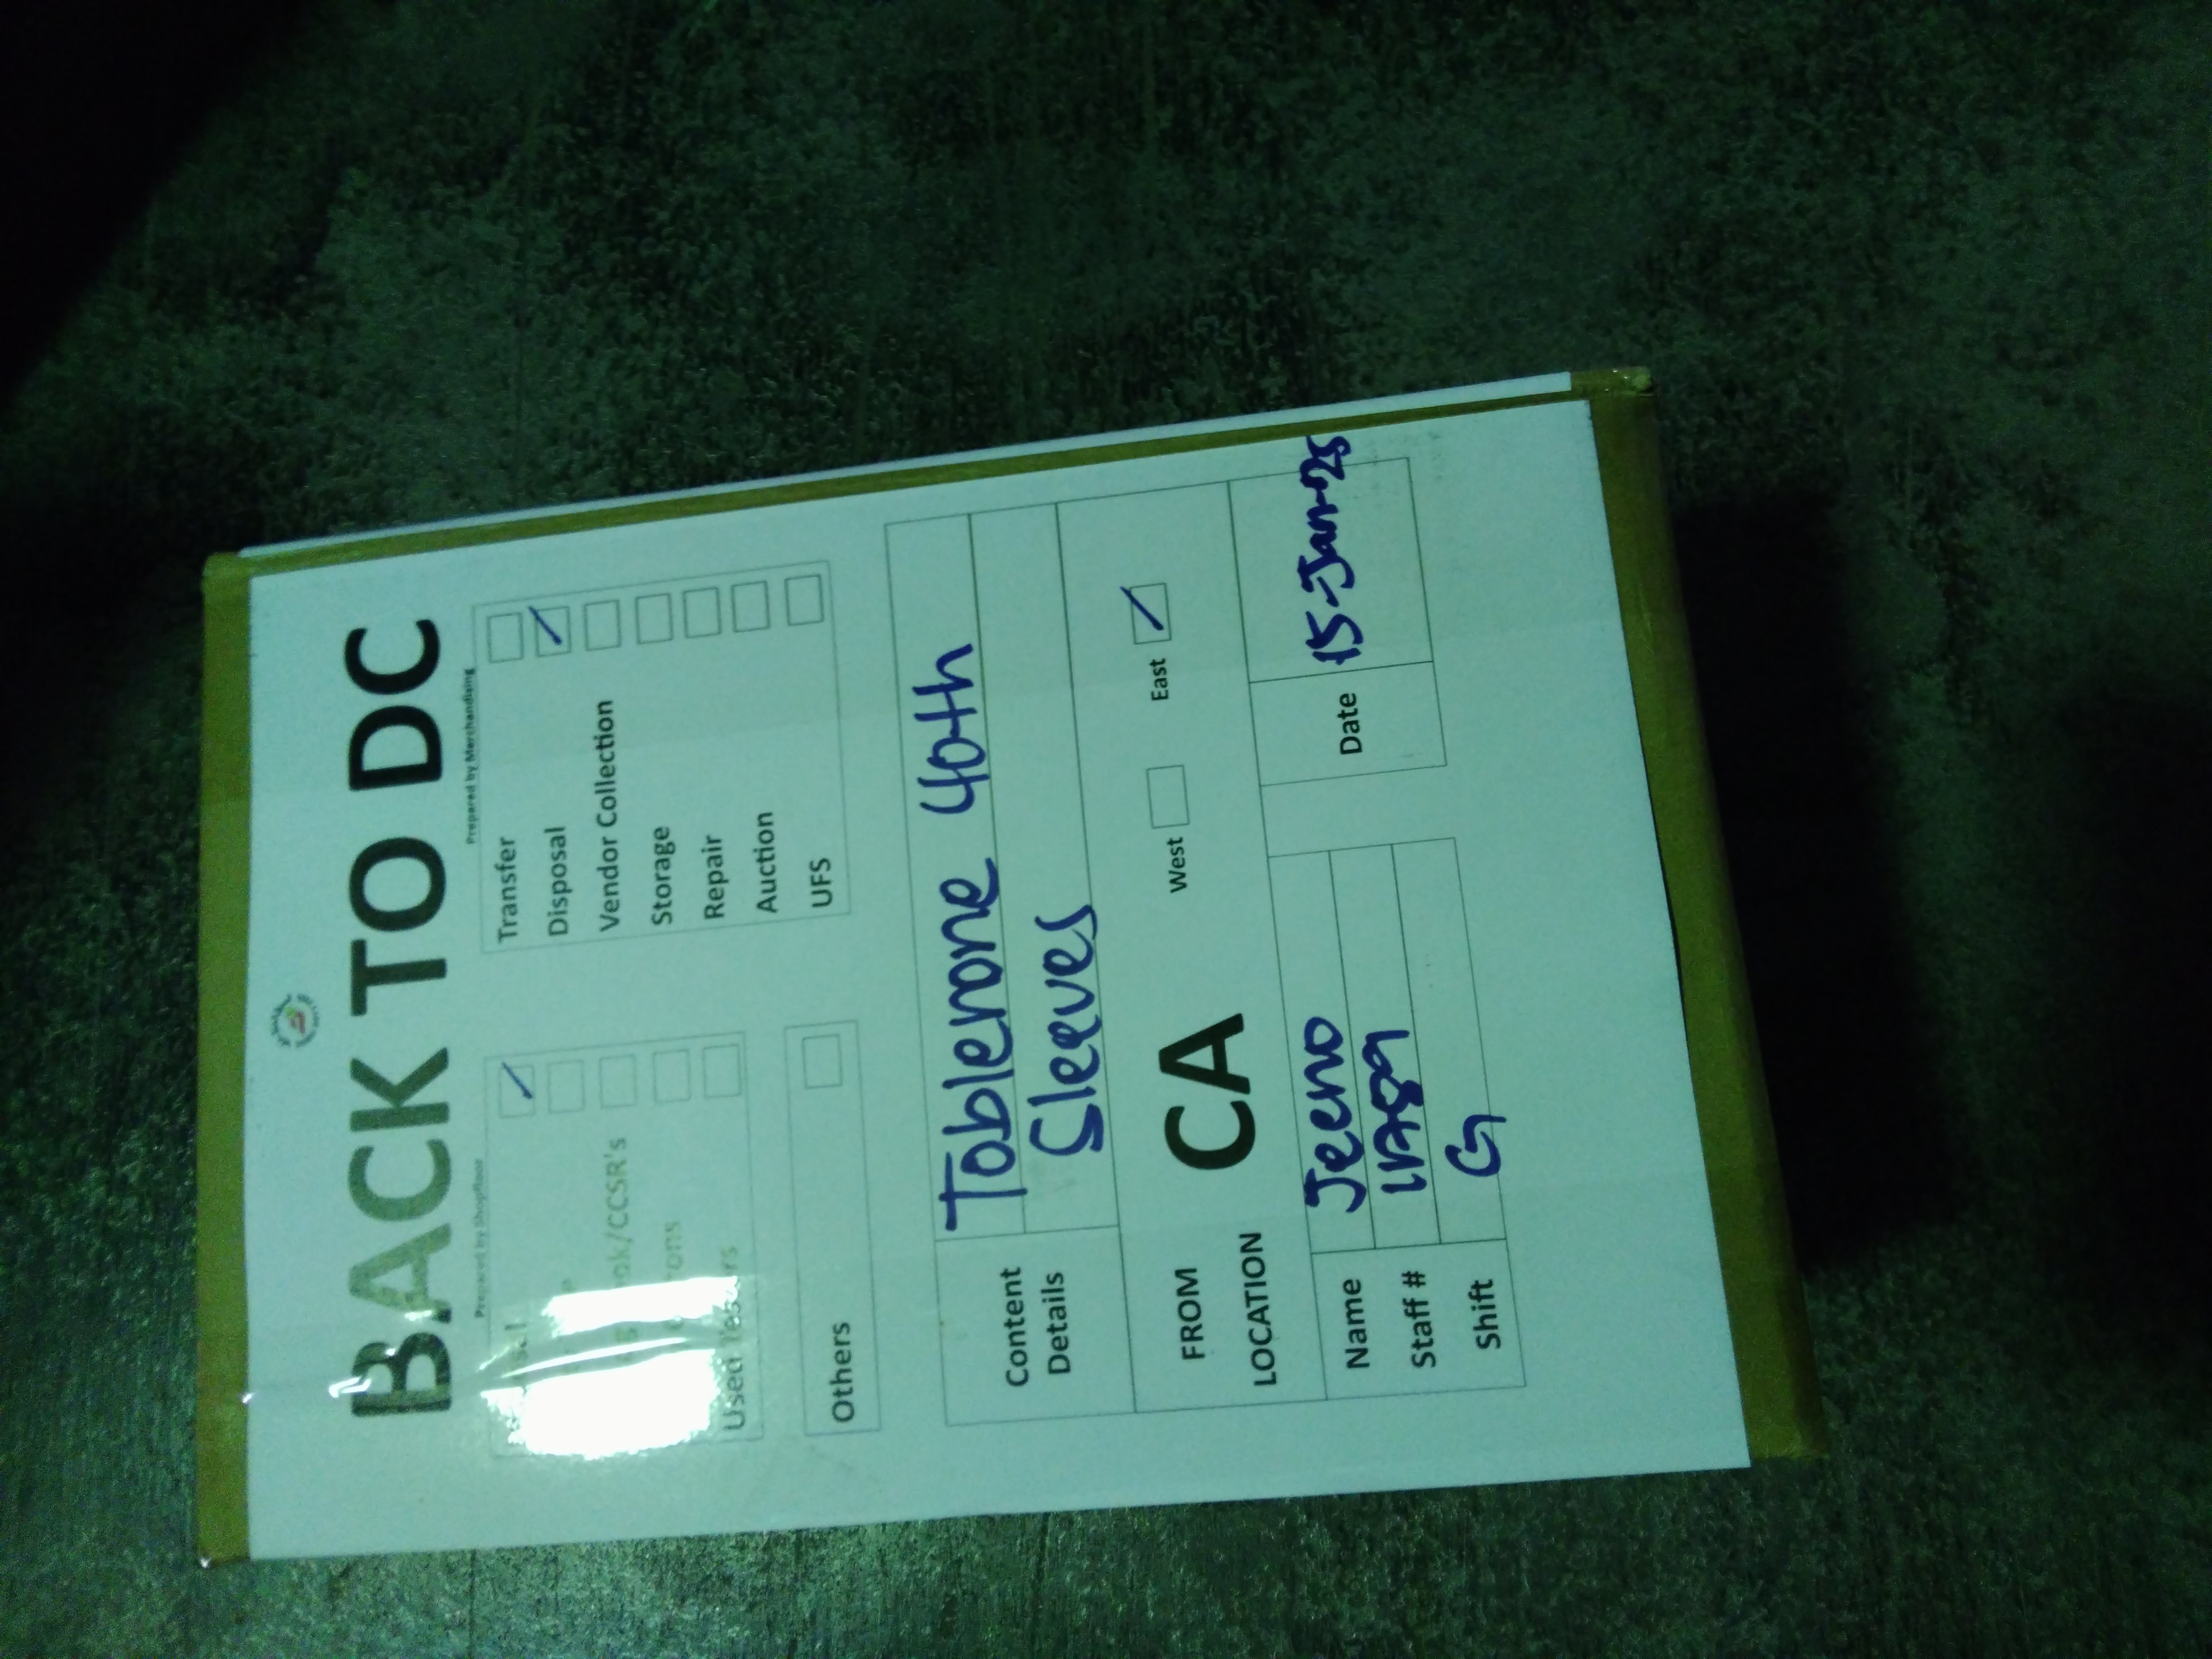 BACK TO DC
Prepared by Shopfloor
Prepared by Merchandising
Used Testers
Others
Transfer
Disposal
Vendor Collection
Storage
Repair
Auction
UFS
Content Details
Toblerone 40th
Sleeves
FROM LOCATION
CA
West
East
Name
Jeeno
Staff #
Shift
G
Date
15-Jan-25